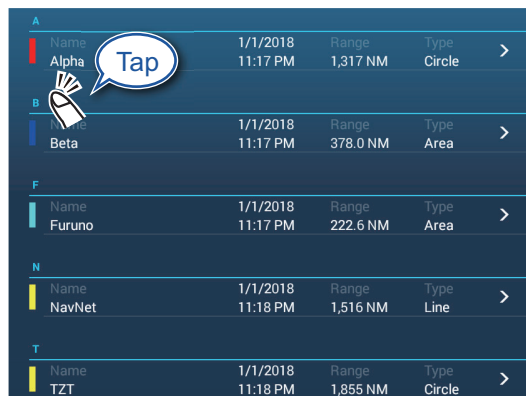 A
Name 1/1/2018 Range Type
Alpha 11:17 PM 1,317 NM Circle
Tap
B
Name 1/1/2018 Range Type
Beta 11:17 PM 378.0 NM Area
F
Name 1/1/2018 Range Type
Furuno 11:17 PM 222.6 NM Area
N
Name 1/1/2018 Range Type
NavNet 11:18 PM 1,516 NM Line
T
Name 1/1/2018 Range Type
TZT 11:18 PM 1,855 NM Circle